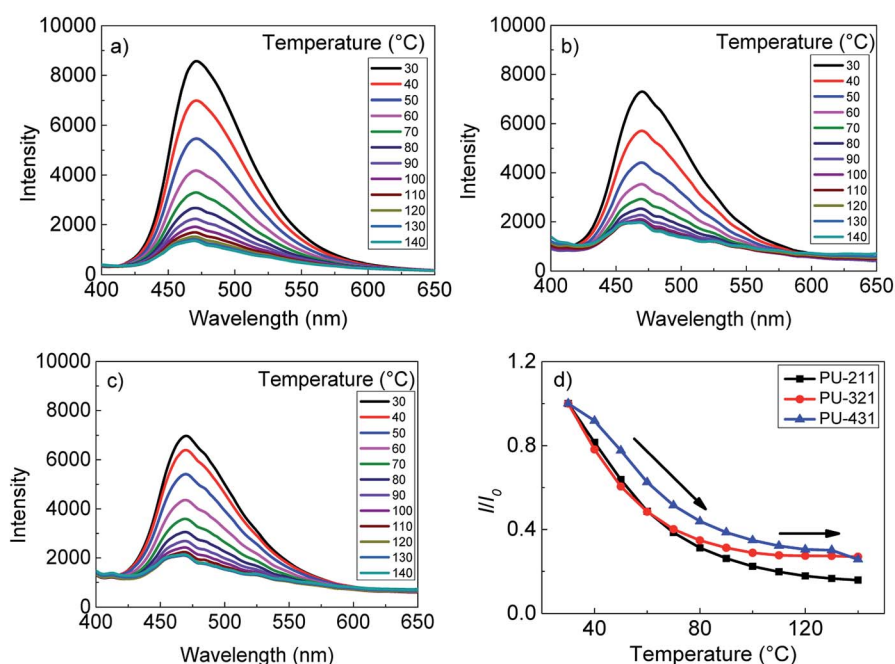 a)
Temperature (°C)
10000
8000
6000
4000
2000
0
Intensity
30
40
50
60
70
80
90
100
110
120
130
140
400 450 500 550 600 650
Wavelength (nm)
b)
Temperature (°C)
10000
8000
6000
4000
2000
0
Intensity
30
40
50
60
70
80
90
100
110
120
130
140
400 450 500 550 600 650
Wavelength (nm)
c)
Temperature (°C)
10000
8000
6000
4000
2000
0
Intensity
30
40
50
60
70
80
90
100
110
120
130
140
400 450 500 550 600 650
Wavelength (nm)
d)
PU-211
PU-321
PU-431
1.2
0.8
0.4
0.0
I/I0
40 80 120
Temperature (°C)